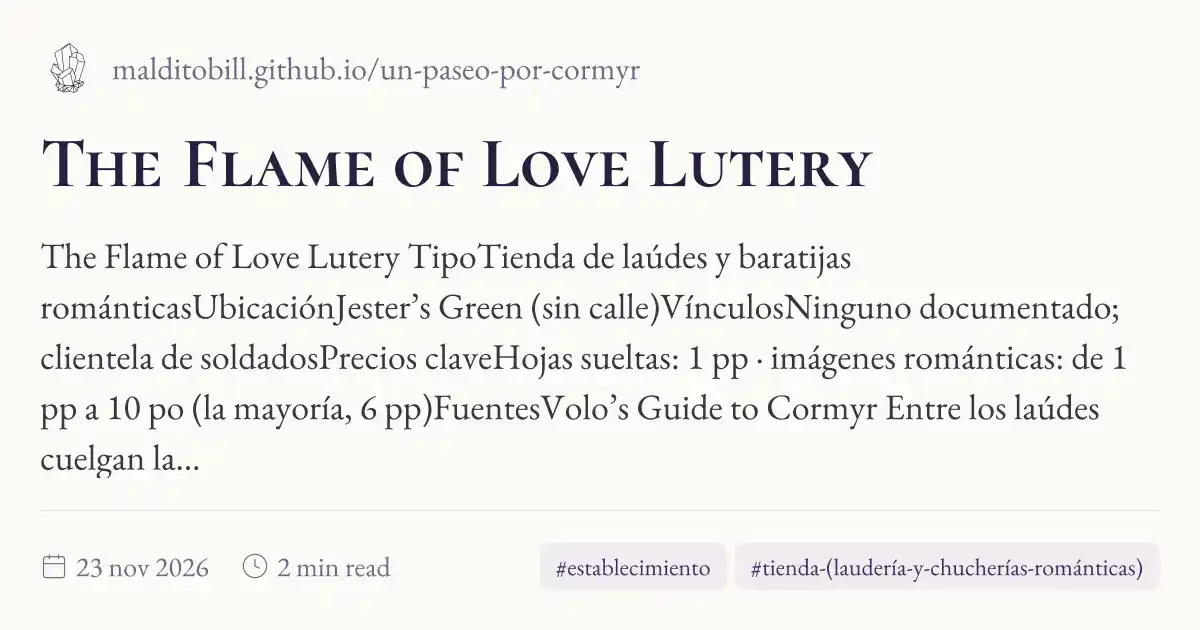 malditobill.github.io/un-paseo-por-cormyr
The Flame of Love Lutery
The Flame of Love Lutery TipoTienda de laúdes y baratijas
románticasUbicaciónJester’s Green (sin calle)VínculosNinguno documentado;
clientela de soldadosPrecios claveHojas sueltas: 1 pp · imágenes románticas: de 1
pp a 10 po (la mayoría, 6 pp)FuentesVolo’s Guide to Cormyr Entre los laúdes
cuelgan la...
23 nov 2026 2 min read #establecimiento #tienda-(laudería-y-chucherías-románticas)